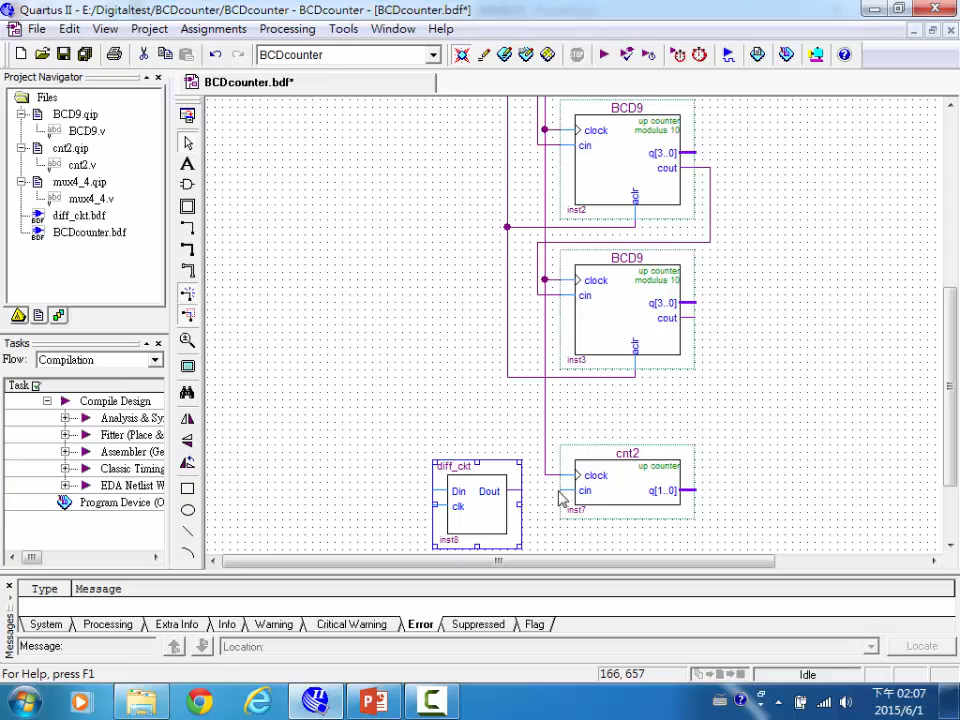 Quartus II - E:/Digitaltest/BCDcounter/BCDcounter - BCDcounter - [BCDcounter.bdf*]
File Edit View Project Assignments Processing Tools Window Help
BCDcounter
Project Navigator
BCDcounter.bdf*
Files
BCD9.qip
BCD9.v
cnt2.qip
cnt2.v
mux4_4.qip
mux4_4.v
diff_ckt.bdf
BCDcounter.bdf
BCD9
up counter
modulus 10
clock
cin
q[3..0]
cout
aclr
inst2
BCD9
up counter
modulus 10
clock
cin
q[3..0]
cout
aclr
inst3
cnt2
up counter
clock
cin
q[1..0]
inst7
diff_ckt
Din
Dout
clk
inst8
Tasks
Flow: Compilation
Task
Compile Design
Analysis & Sy
Fitter (Place &
Assembler (Ge
Classic Timing
EDA Netlist W
Program Device (O
Type Message
Messages
System Processing Extra Info Info Warning Critical Warning Error Suppressed Flag
Message: Location: Locate
For Help, press F1 166, 657 Idle
下午 02:07
2015/6/1